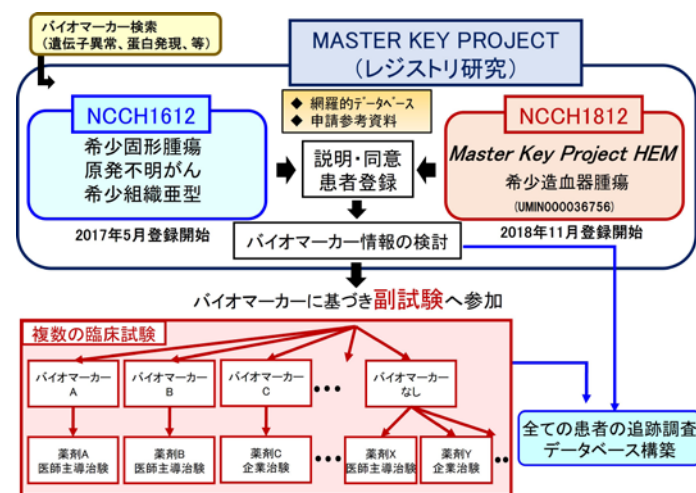 バイオマーカー検索
(遺伝子異常、蛋白発現、等)
MASTER KEY PROJECT
(レジストリ研究)
NCCH1612
希少固形腫瘍
原発不明がん
希少組織亜型
2017年5月登録開始
◆ 網羅的データベース
◆ 申請参考資料
説明・同意
患者登録
NCCH1812
Master Key Project HEM
希少造血器腫瘍
(UMIN000036756)
2018年11月登録開始
バイオマーカー情報の検討
バイオマーカーに基づき副試験へ参加
複数の臨床試験
バイオマーカー
A
バイオマーカー
B
バイオマーカー
C
•••
バイオマーカー
なし
薬剤A
医師主導治験
薬剤B
医師主導治験
薬剤C
企業治験
•••
薬剤X
医師主導治験
薬剤Y
企業治験
••
全ての患者の追跡調査
データベース構築